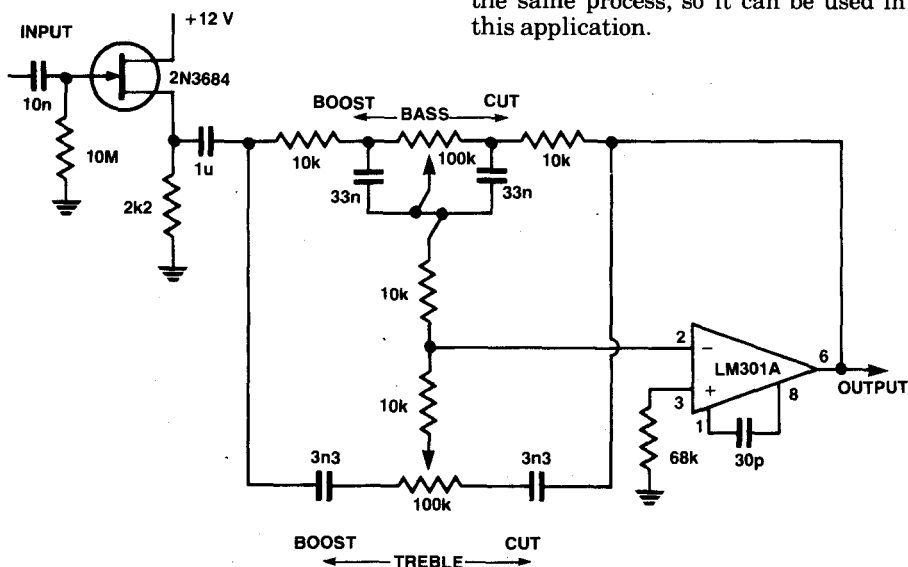 the same process, so it can be used in
this application.
+12 V
INPUT
2N3684
10n
10M
1u
2k2
BOOST
BASS
CUT
10k
100k
10k
33n
33n
10k
10k
2
3
LM301A
6
OUTPUT
8
1
30p
68k
3n3
3n3
100k
BOOST
CUT
TREBLE